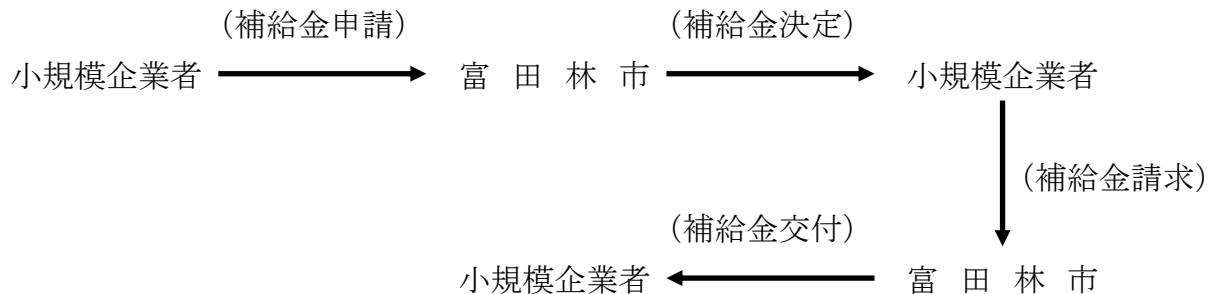 (補給金申請)
(補給金決定)
小規模企業者
富田林市
小規模企業者
(補給金請求)
(補給金交付)
小規模企業者
富田林市